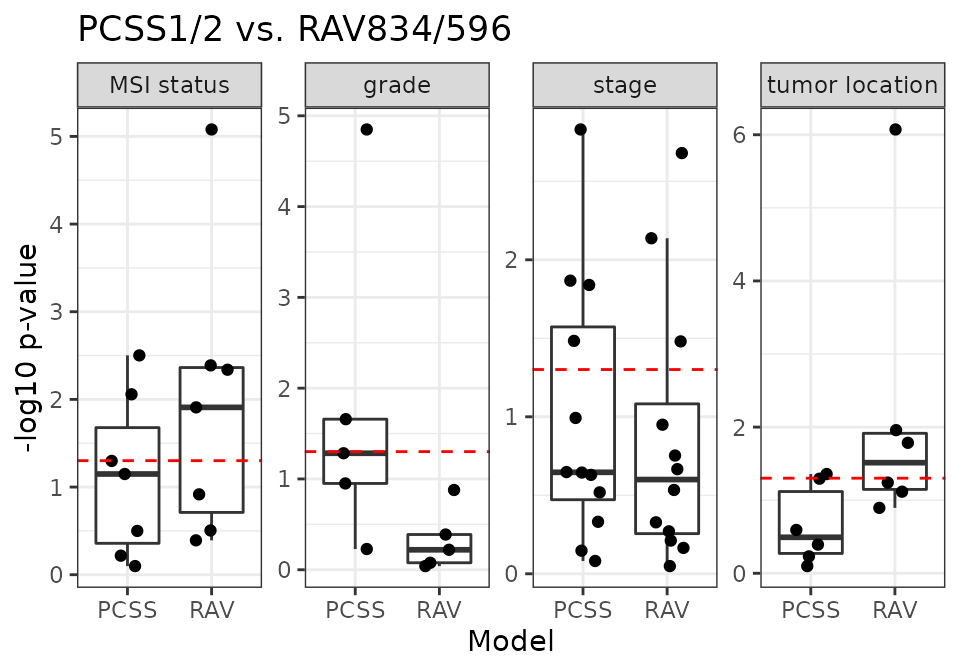 PCSS1/2 vs. RAV834/596
MSI status
grade
stage
tumor location
-log10 p-value
5
4
3
2
1
0
5
4
3
2
1
0
2
1
0
6
4
2
0
PCSS RAV
PCSS RAV
PCSS RAV
PCSS RAV
Model